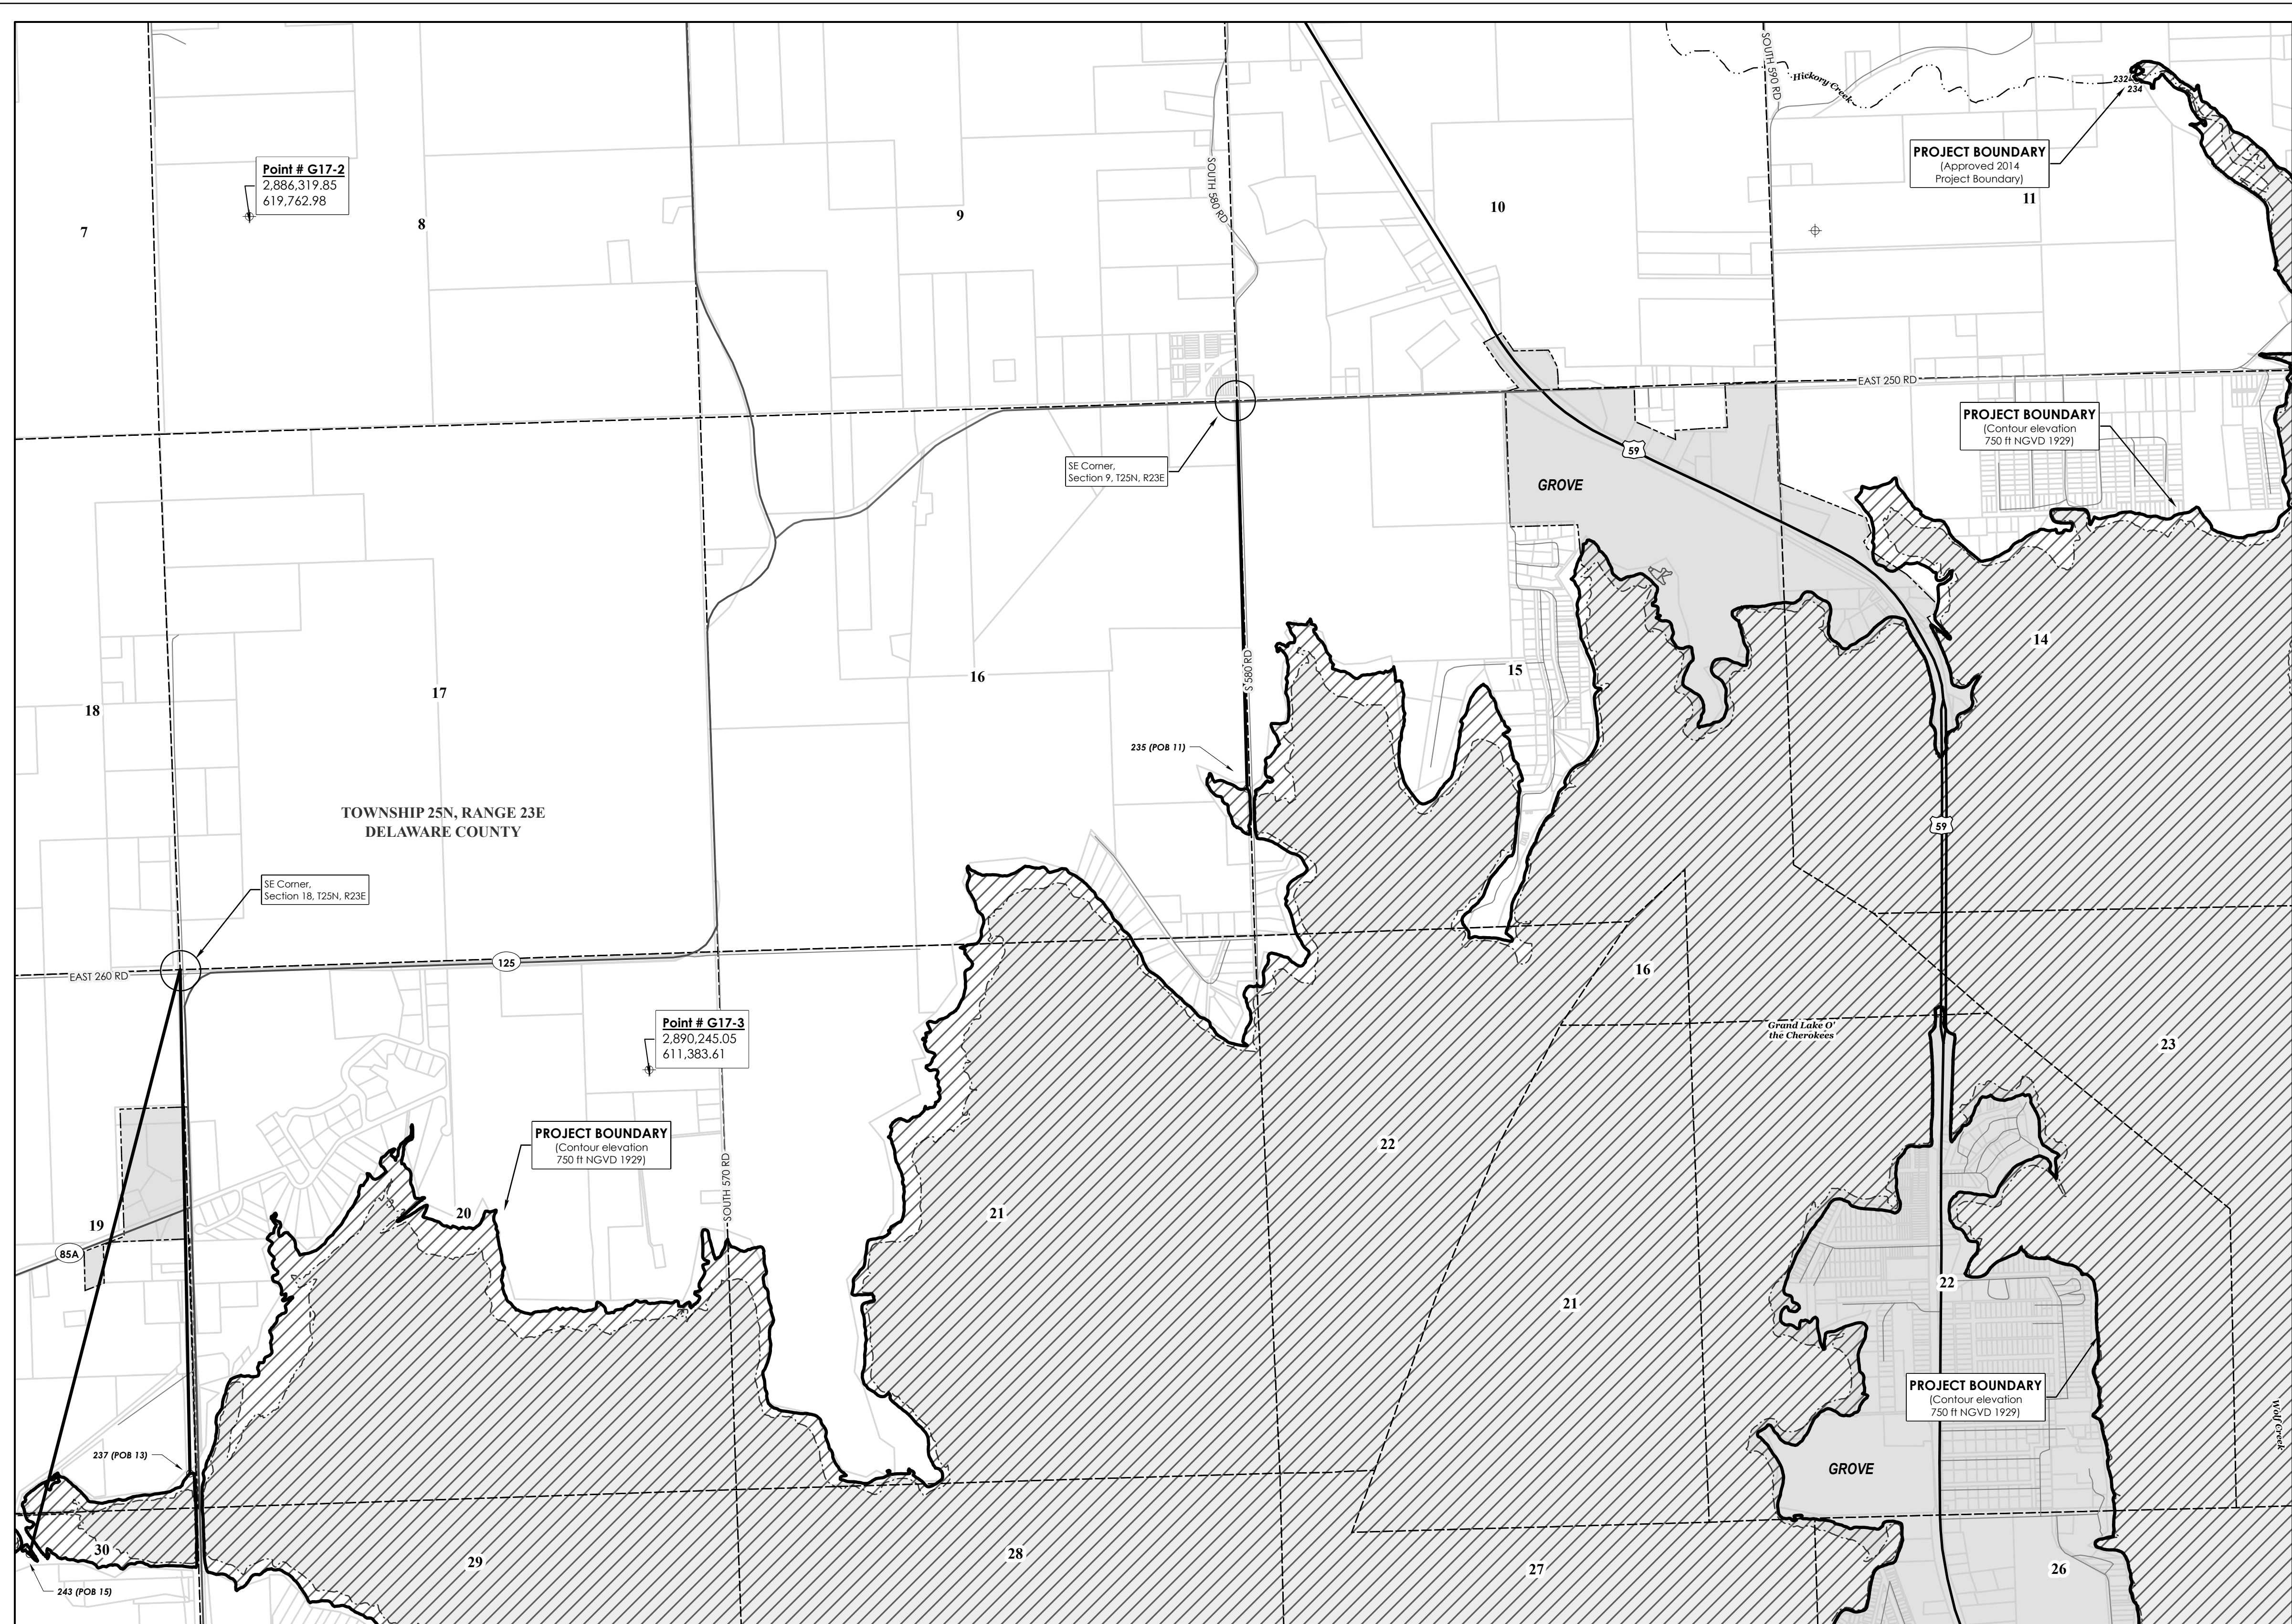 SOUTH 590 RD
Hickory Creek
232
234
PROJECT BOUNDARY
(Approved 2014
Project Boundary)
11
Point # G17-2
2,886,319.85
619,762.98
7
8
9
SOUTH 580 RD
10
EAST 250 RD
PROJECT BOUNDARY
(Contour elevation
750 ft NGVD 1929)
SE Corner,
Section 9, T25N, R23E
59
GROVE
14
15
16
17
18
S 580 RD
235 (POB 11)
TOWNSHIP 25N, RANGE 23E
DELAWARE COUNTY
59
SE Corner,
Section 18, T25N, R23E
EAST 260 RD
125
16
Grand Lake O'
the Cherokees
23
Point # G17-3
2,890,245.05
611,383.61
PROJECT BOUNDARY
(Contour elevation
750 ft NGVD 1929)
SOUTH 570 RD
22
19
20
21
85A
22
21
PROJECT BOUNDARY
(Contour elevation
750 ft NGVD 1929)
Wolf Creek
237 (POB 13)
GROVE
30
29
28
27
26
243 (POB 15)